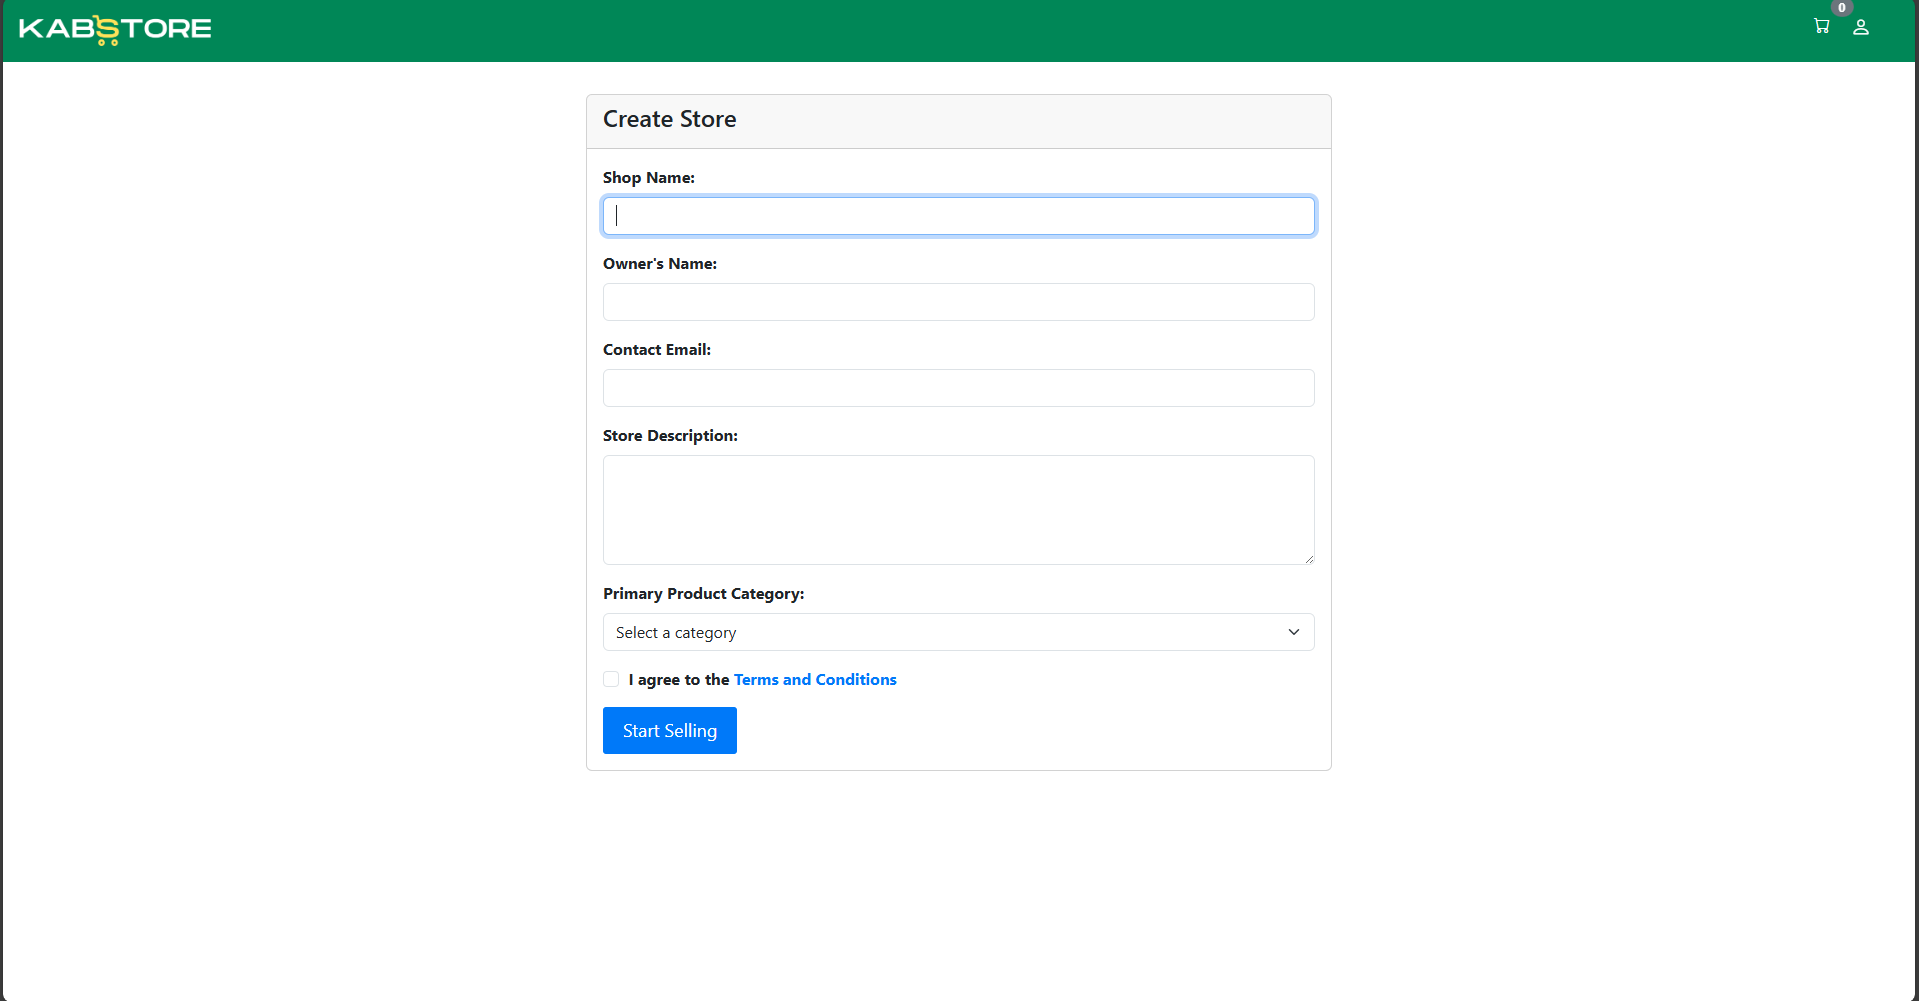 KABSTORE
0
Create Store
Shop Name:
Owner's Name:
Contact Email:
Store Description:
Primary Product Category:
Select a category
I agree to the Terms and Conditions
Start Selling